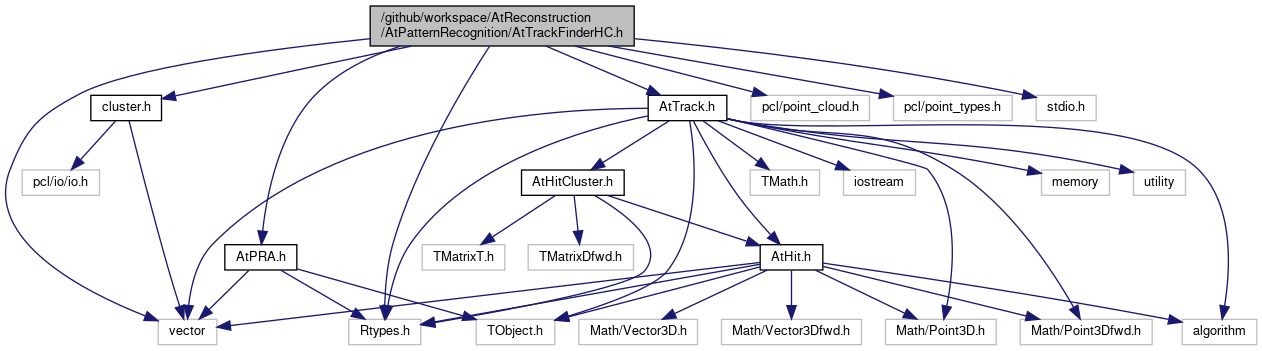 /github/workspace/AtReconstruction
/AtPatternRecognition/AtTrackFinderHC.h
cluster.h
AtTrack.h
pcl/point_cloud.h
pcl/point_types.h
stdio.h
pcl/io/io.h
AtHitCluster.h
TMath.h
iostream
memory
utility
AtPRA.h
TMatrixT.h
TMatrixDfwd.h
AtHit.h
vector
Rtypes.h
TObject.h
Math/Vector3D.h
Math/Vector3Dfwd.h
Math/Point3D.h
Math/Point3Dfwd.h
algorithm